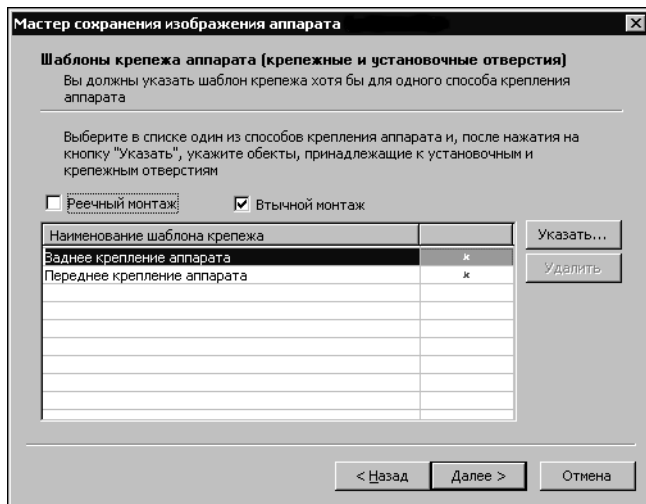 Мастер сохранения изображения аппарата
Шаблоны крепежа аппарата (крепежные и установочные отверстия)
Вы должны указать шаблон крепежа хотя бы для одного способа крепления
аппарата
Выберите в списке один из способов крепления аппарата и, после нажатия на
кнопку "Указать", укажите обекты, принадлежащие к установочным и
крепежным отверстиям
Реечный монтаж Втычной монтаж
Наименование шаблона крепежа Указать...
Заднее крепление аппарата Удалить
Переднее крепление аппарата
< Назад Далее > Отмена